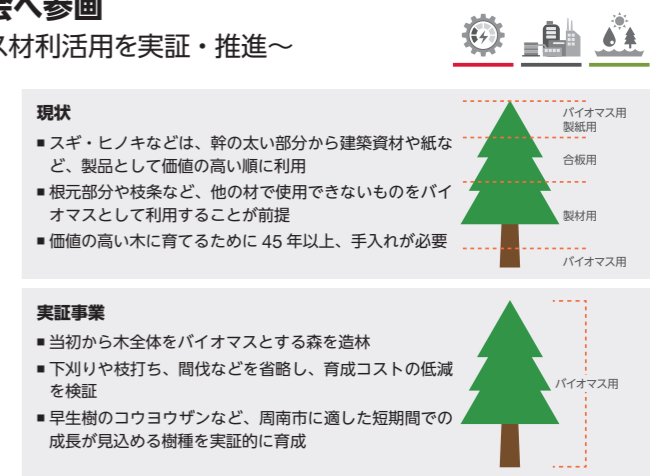 会へ参画
ス材利活用を実証・推進～
現状
■ スギ・ヒノキなどは、幹の太い部分から建築資材や紙な
ど、製品として価値の高い順に利用
■ 根元部分や枝条など、他の材で使用できないものをバイ
オマスとして利用することが前提
■ 価値の高い木に育てるために 45 年以上、手入れが必要
バイオマス用
製紙用
合板用
製材用
バイオマス用
実証事業
■ 当初から木全体をバイオマスとする森を造林
■ 下刈りや枝打ち、間伐などを省略し、育成コストの低減
を検証
■ 早生樹のコウヨウザンなど、周南市に適した短期間での
成長が見込める樹種を実証的に育成
バイオマス用